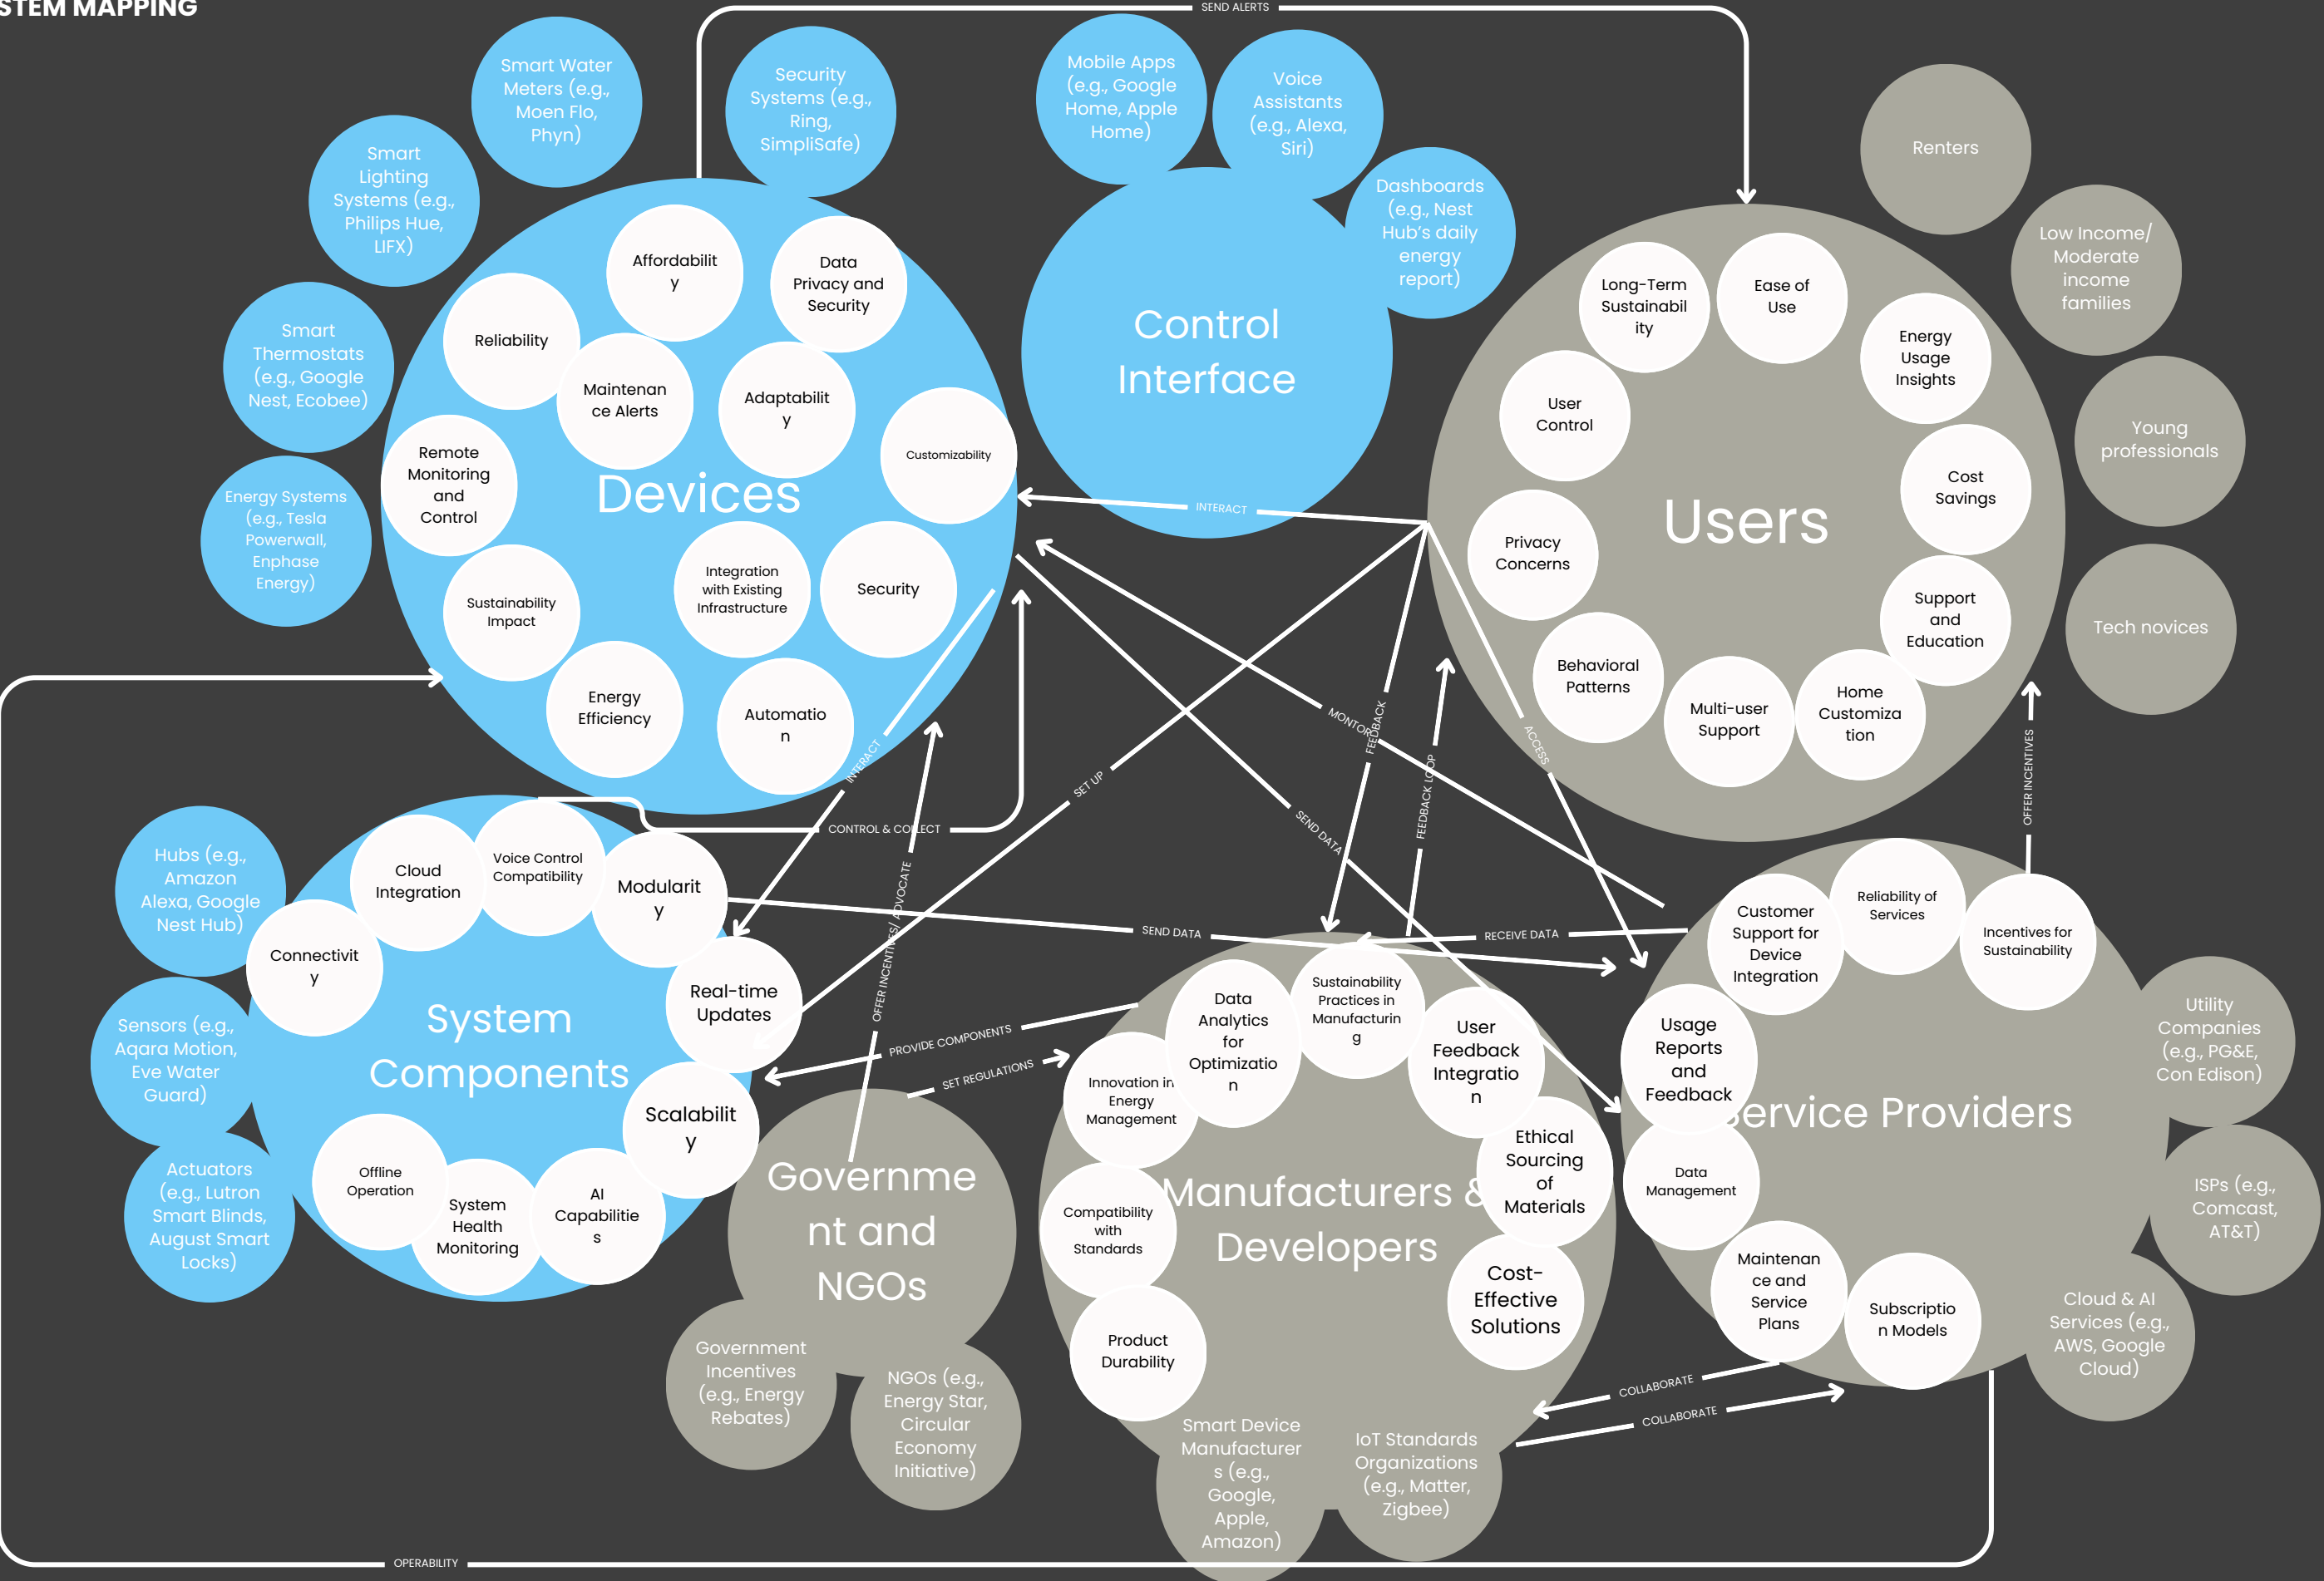 STEM MAPPING
SEND ALERTS
Smart Water
Meters (e.g.,
Moen Flo,
Phyn)
Security
Systems (e.g.,
Ring,
SimpliSafe)
Smart
Lighting
Systems (e.g.,
Philips Hue,
LIFX)
Smart
Thermostats
(e.g., Google
Nest, Ecobee)
Energy Systems
(e.g., Tesla
Powerwall,
Enphase
Energy)
Mobile Apps
(e.g., Google
Home, Apple
Home)
Voice
Assistants
(e.g., Alexa,
Siri)
Dashboards
(e.g., Nest
Hub's daily
energy
report)
Control
Interface
Renters
Low Income/
Moderate
income
families
Young
professionals
Tech novices
Affordabilit
y
Data
Privacy and
Security
Reliability
Maintenan
ce Alerts
Adaptabilit
y
Customizability
Remote
Monitoring
and
Control
Devices
Integration
with Existing
Infrastructure
Security
Sustainability
Impact
Energy
Efficiency
Automatio
n
Long-Term
Sustainabil
ity
Ease of
Use
Energy
Usage
Insights
User
Control
Cost
Savings
Users
Privacy
Concerns
Support
and
Education
Behavioral
Patterns
Multi-user
Support
Home
Customiza
tion
INTERACT
MONTOR
FEEDBACK
FEEDBACK LOOP
ACCESS
SET UP
SEND DATA
INTERACT
OFFER INCENTIVES
CONTROL & COLLECT
OFFER INCENTIVES/ ADVOCATE
SEND DATA
RECEIVE DATA
PROVIDE COMPONENTS
SET REGULATIONS
Hubs (e.g.,
Amazon
Alexa, Google
Nest Hub)
Sensors (e.g.,
Aqara Motion,
Eve Water
Guard)
Actuators
(e.g., Lutron
Smart Blinds,
August Smart
Locks)
Cloud
Integration
Voice Control
Compatibility
Modularit
y
Connectivit
y
Real-time
Updates
System
Components
Scalabilit
y
Offline
Operation
System
Health
Monitoring
AI
Capabilitie
s
Governme
nt and
NGOs
Government
Incentives
(e.g., Energy
Rebates)
NGOs (e.g.,
Energy Star,
Circular
Economy
Initiative)
Data
Analytics
for
Optimizatio
n
Sustainability
Practices in
Manufacturin
g
User
Feedback
Integratio
n
Innovation in
Energy
Management
Ethical
Sourcing
of
Materials
Manufacturers &
Developers
Compatibility
with
Standards
Cost-
Effective
Solutions
Product
Durability
Smart Device
Manufacturer
s (e.g.,
Google,
Apple,
Amazon)
IoT Standards
Organizations
(e.g., Matter,
Zigbee)
Customer
Support for
Device
Integration
Reliability of
Services
Incentives for
Sustainability
Usage
Reports
and
Feedback
Service Providers
Data
Management
Maintenan
ce and
Service
Plans
Subscriptio
n Models
Utility
Companies
(e.g., PG&E,
Con Edison)
ISPs (e.g.,
Comcast,
AT&T)
Cloud & AI
Services (e.g.,
AWS, Google
Cloud)
COLLABORATE
COLLABORATE
OPERABILITY